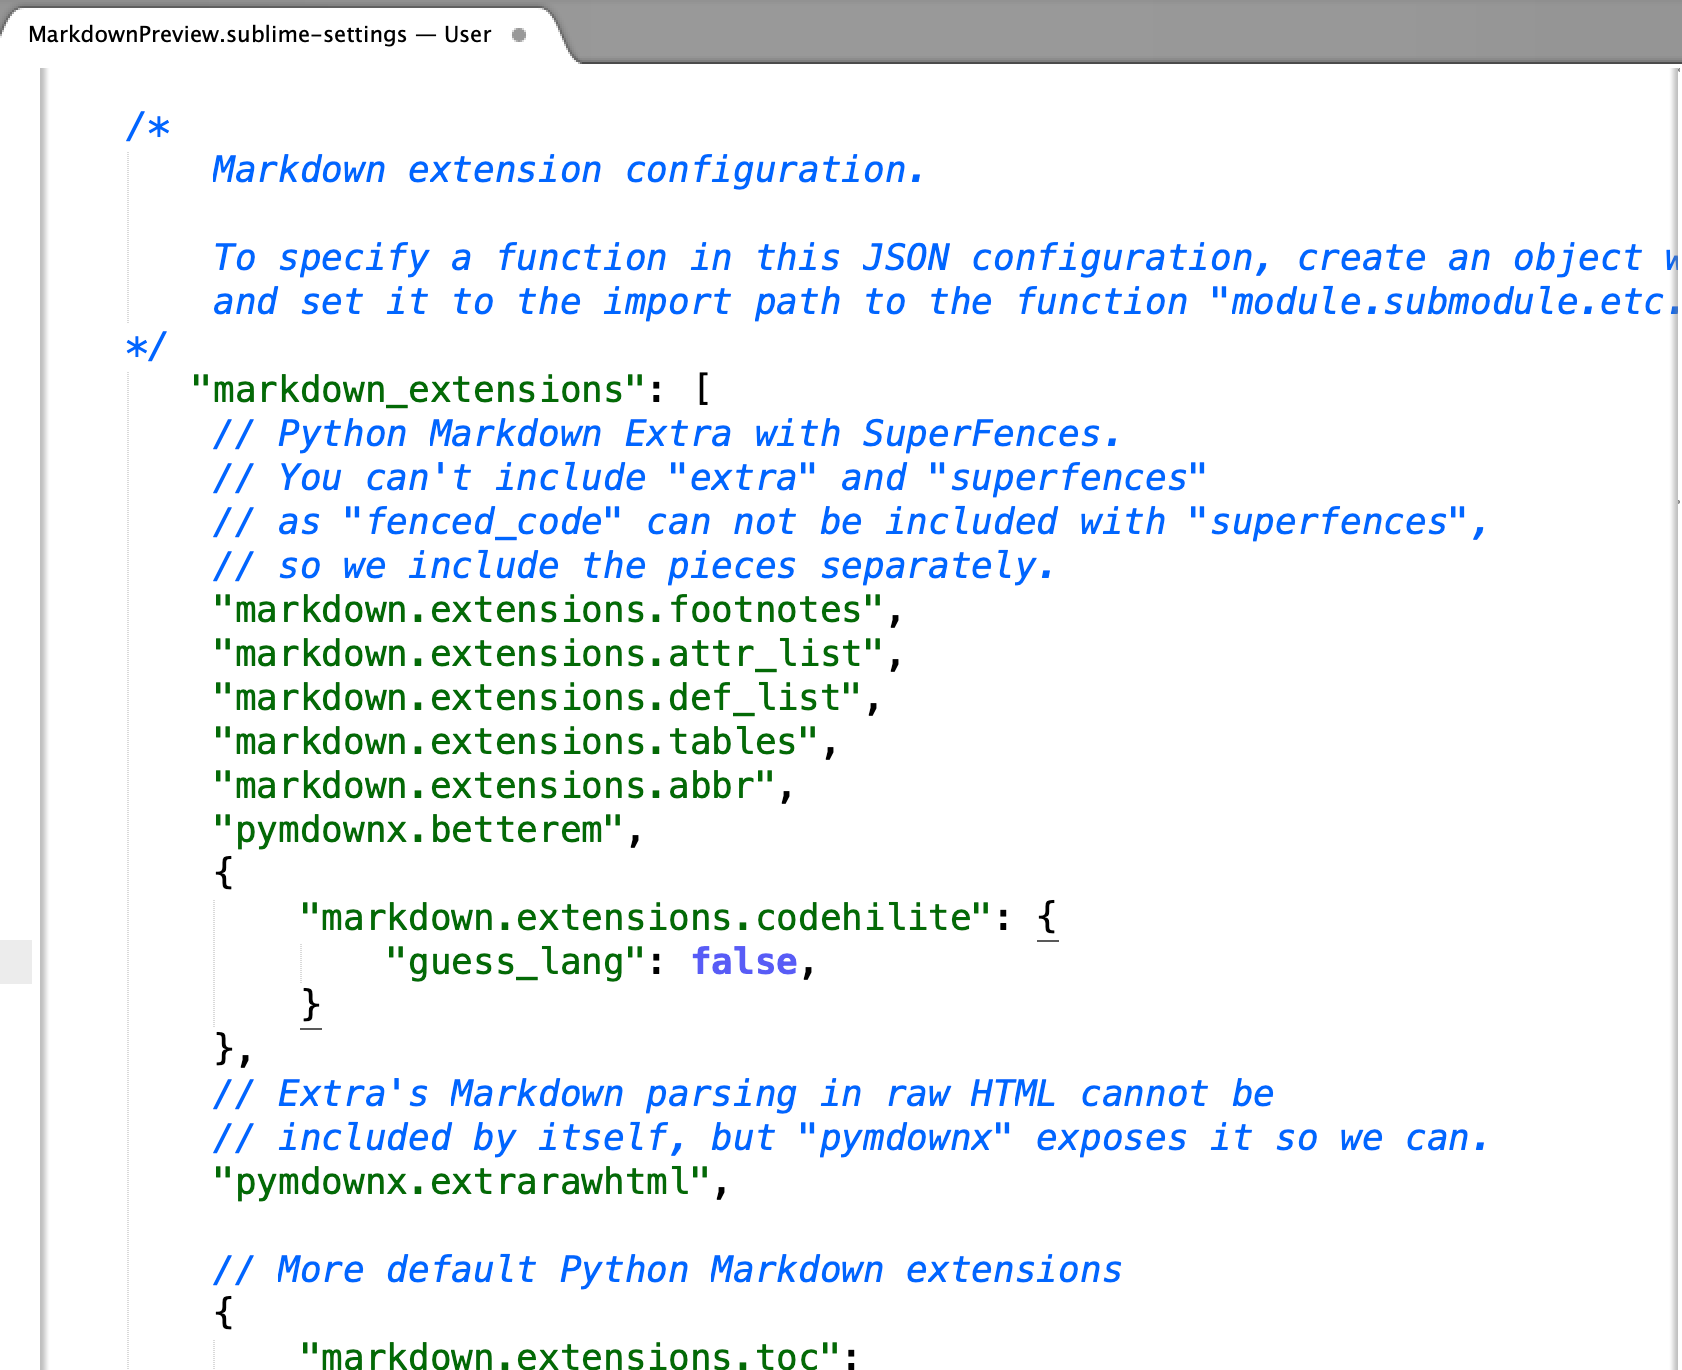 MarkdownPreview.sublime-settings — User
/*
Markdown extension configuration.
To specify a function in this JSON configuration, create an object
and set it to the import path to the function "module.submodule.etc.
*/
"markdown_extensions": [
// Python Markdown Extra with SuperFences.
// You can't include "extra" and "superfences"
// as "fenced_code" can not be included with "superfences",
// so we include the pieces separately.
"markdown.extensions.footnotes",
"markdown.extensions.attr_list",
"markdown.extensions.def_list",
"markdown.extensions.tables",
"markdown.extensions.abbr",
"pymdownx.betterem",
{
"markdown.extensions.codehilite": {
"guess_lang": false,
}
},
// Extra's Markdown parsing in raw HTML cannot be
// included by itself, but "pymdownx" exposes it so we can.
"pymdownx.extrarawhtml",
// More default Python Markdown extensions
{
"markdown.extensions.toc":